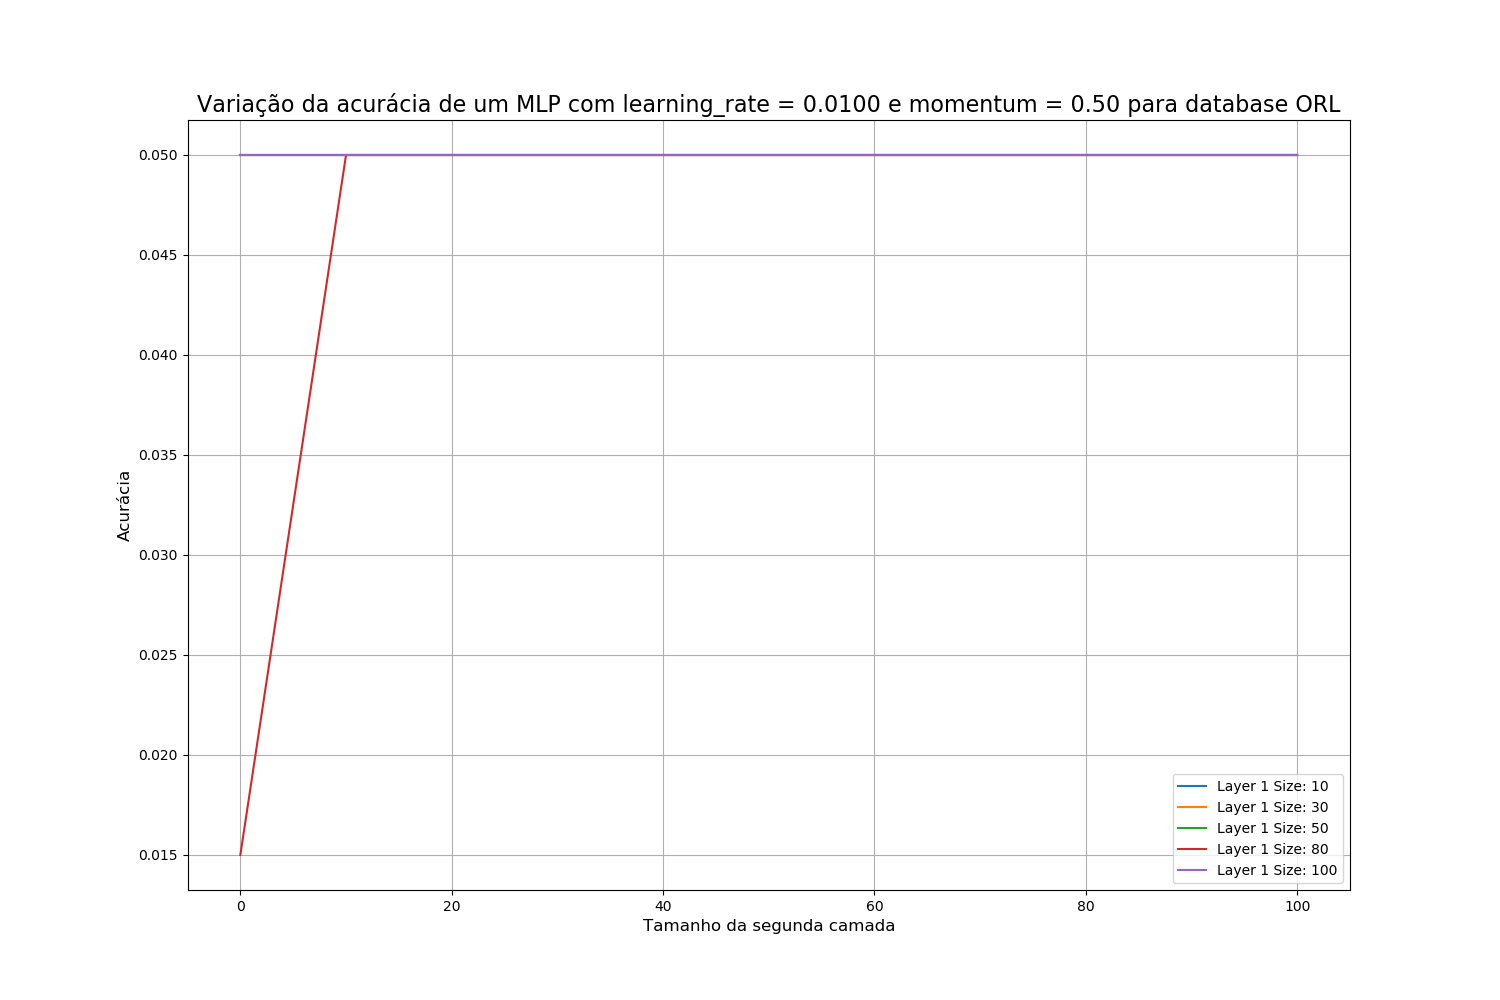 Variação da acurácia de um MLP com learning_rate = 0.0100 e momentum = 0.50 para database ORL
0.050
0.045
0.040
0.035
0.030
0.025
0.020
0.015
Acurácia
Layer 1 Size: 10
Layer 1 Size: 30
Layer 1 Size: 50
Layer 1 Size: 80
Layer 1 Size: 100
0 20 40 60 80 100
Tamanho da segunda camada